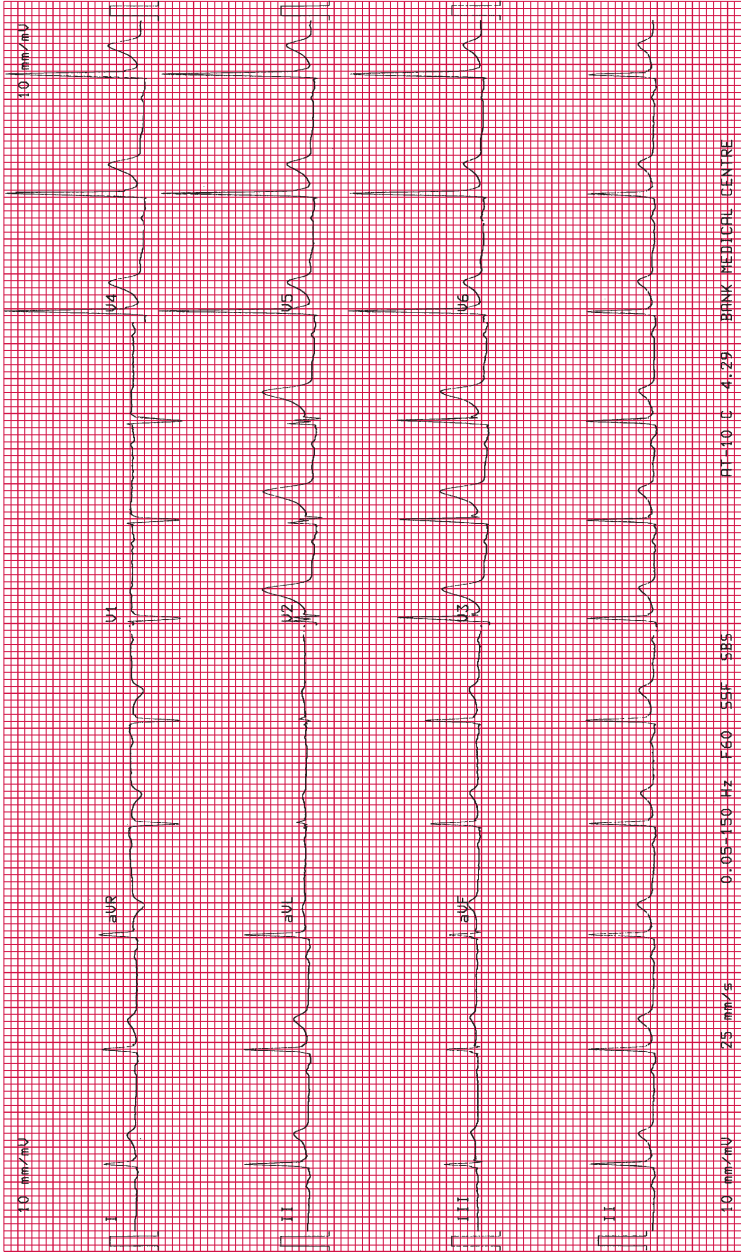 10 mm/mV
10 mm/mV
I
aVR
V1
V4
II
aVL
V2
V5
III
aVF
V3
V6
II
10 mm/mV 25 mm/s 0.05-150 Hz F60 SSF SBS AT-10 C 4.29 BANK MEDICAL CENTRE